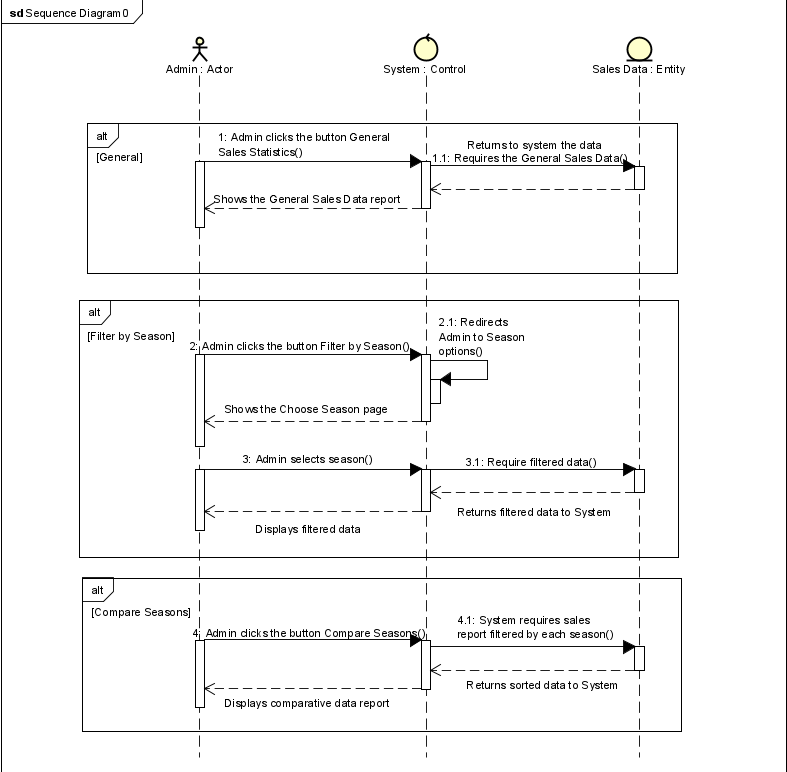 sd Sequence Diagram0
Admin : Actor
System : Control
Sales Data : Entity
alt
[General]
1: Admin clicks the button General
Sales Statistics()
Returns to system the data
1.1: Requires the General Sales Data()
Shows the General Sales Data report
alt
[Filter by Season]
2: Admin clicks the button Filter by Season()
2.1: Redirects
Admin to Season
options()
Shows the Choose Season page
3: Admin selects season()
3.1: Require filtered data()
Returns filtered data to System
Displays filtered data
alt
[Compare Seasons]
4: Admin clicks the button Compare Seasons()
4.1: System requires sales
report filtered by each season()
Returns sorted data to System
Displays comparative data report